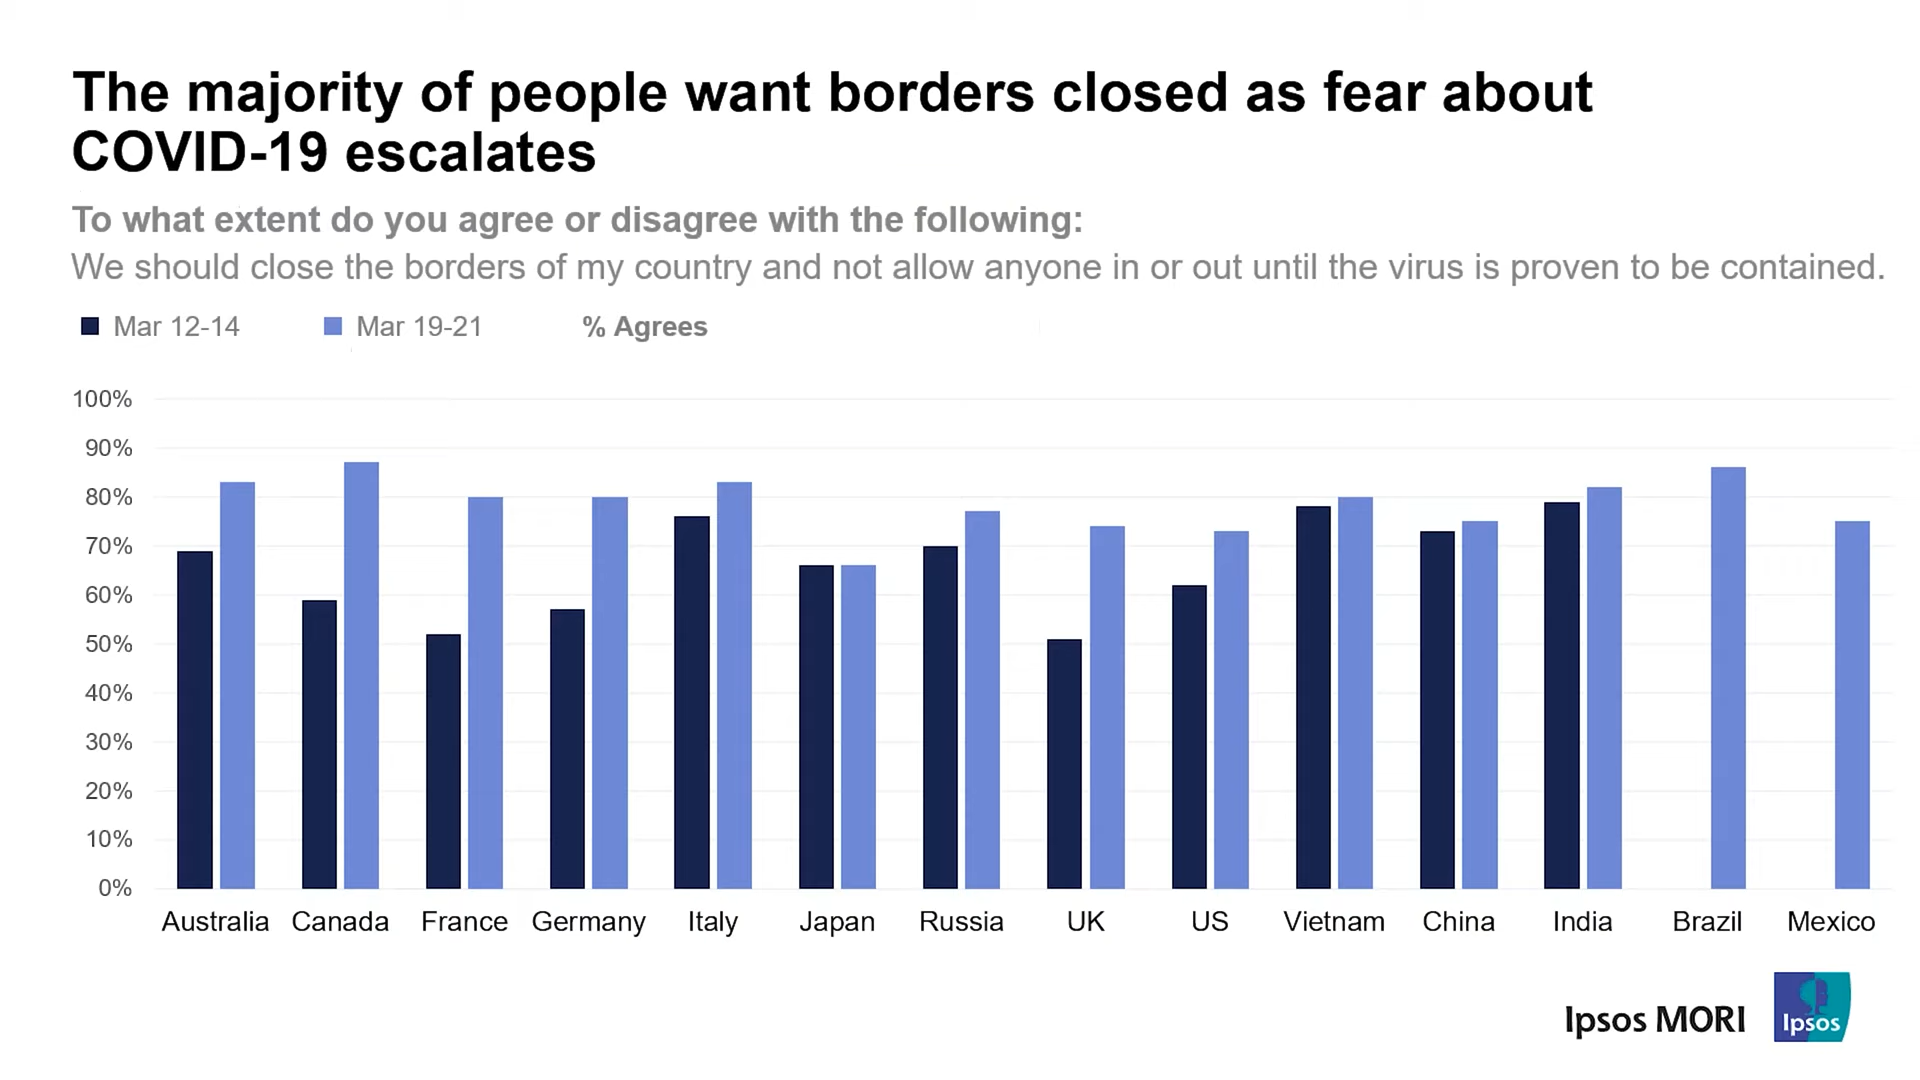 The majority of people want borders closed as fear about
COVID-19 escalates
To what extent do you agree or disagree with the following:
We should close the borders of my country and not allow anyone in or out until the virus is proven to be contained.
Mar 12-14 Mar 19-21 % Agrees
100%
90%
80%
70%
60%
50%
40%
30%
20%
10%
0%
Australia Canada France Germany Italy Japan Russia UK US Vietnam China India Brazil Mexico
Ipsos MORI Ipsos